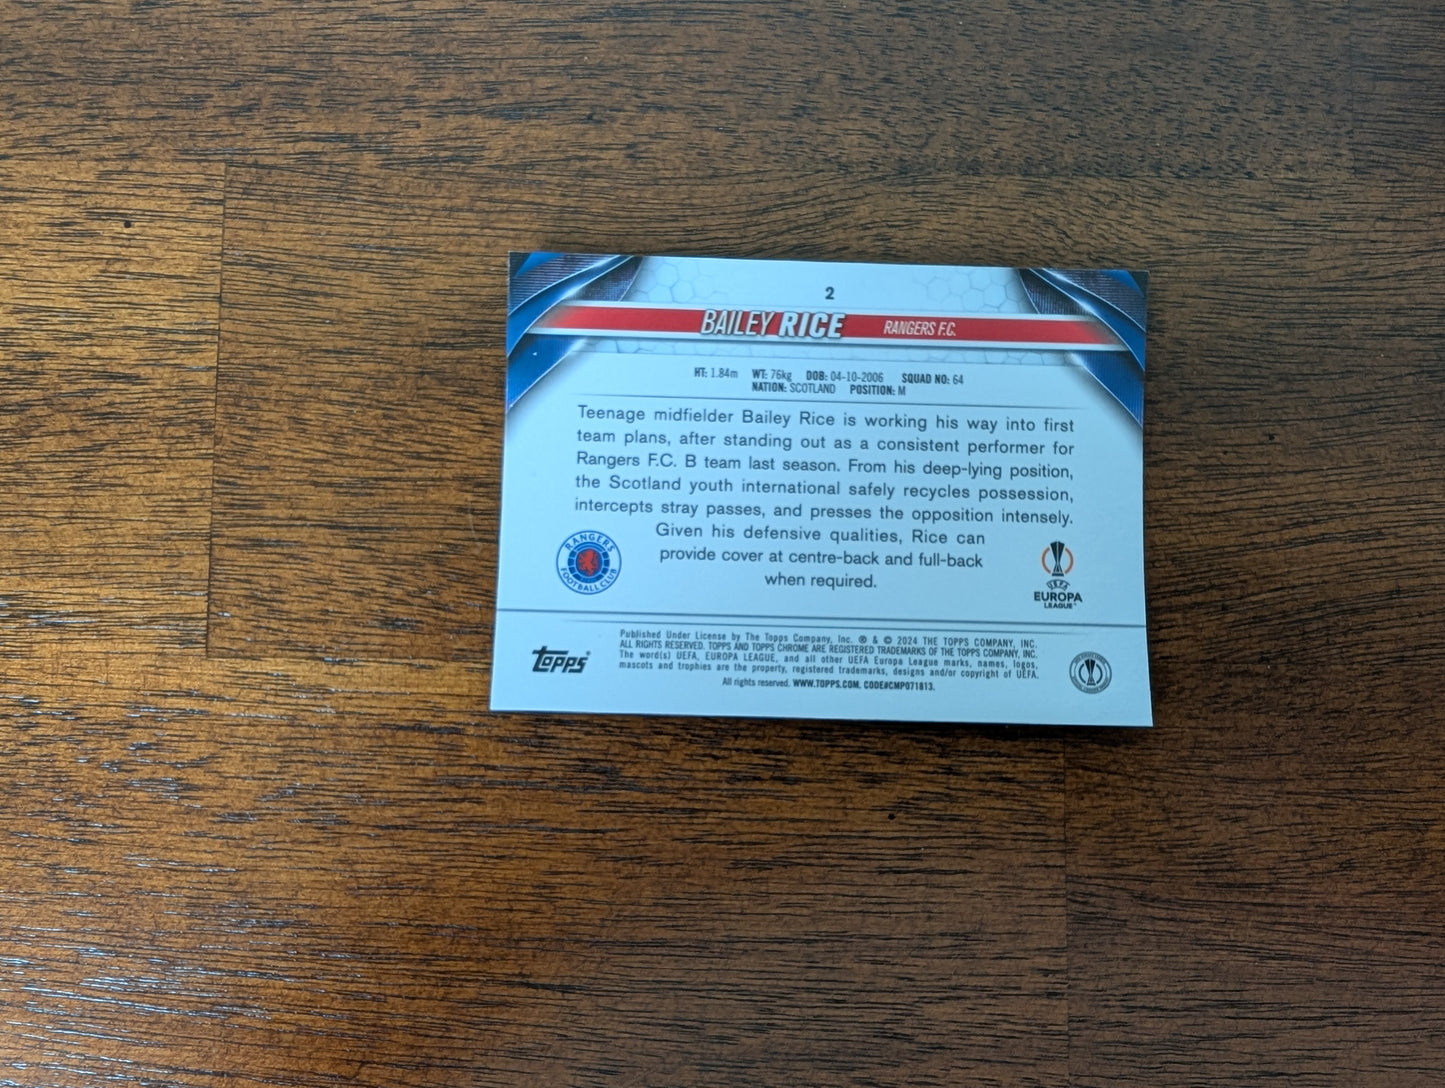 2
BAILEY RICE RANGERS F.C.
HT: 1.84m WT: 76kg DOB: 04-10-2006 SQUAD NO: 64
NATION: SCOTLAND POSITION: M
Teenage midfielder Bailey Rice is working his way into first
team plans, after standing out as a consistent performer for
Rangers F.C. B team last season. From his deep-lying position,
the Scotland youth international safely recycles possession,
intercepts stray passes, and presses the opposition intensely.
Given his defensive qualities, Rice can
provide cover at centre-back and full-back
when required.
RANGERS
FOOTBALL CLUB
UEFA
EUROPA
LEAGUE™
Topps®
Published Under License by The Topps Company, Inc. ® & © 2024 THE TOPPS COMPANY, INC.
ALL RIGHTS RESERVED. TOPPS AND TOPPS CHROME ARE REGISTERED TRADEMARKS OF THE TOPPS COMPANY, INC.
The word(s) UEFA, EUROPA LEAGUE, and all other UEFA Europa League marks, names, logos,
mascots and trophies are the property, registered trademarks, designs and/or copyright of UEFA.
All rights reserved. WWW.TOPPS.COM. CODE#CMP071813.